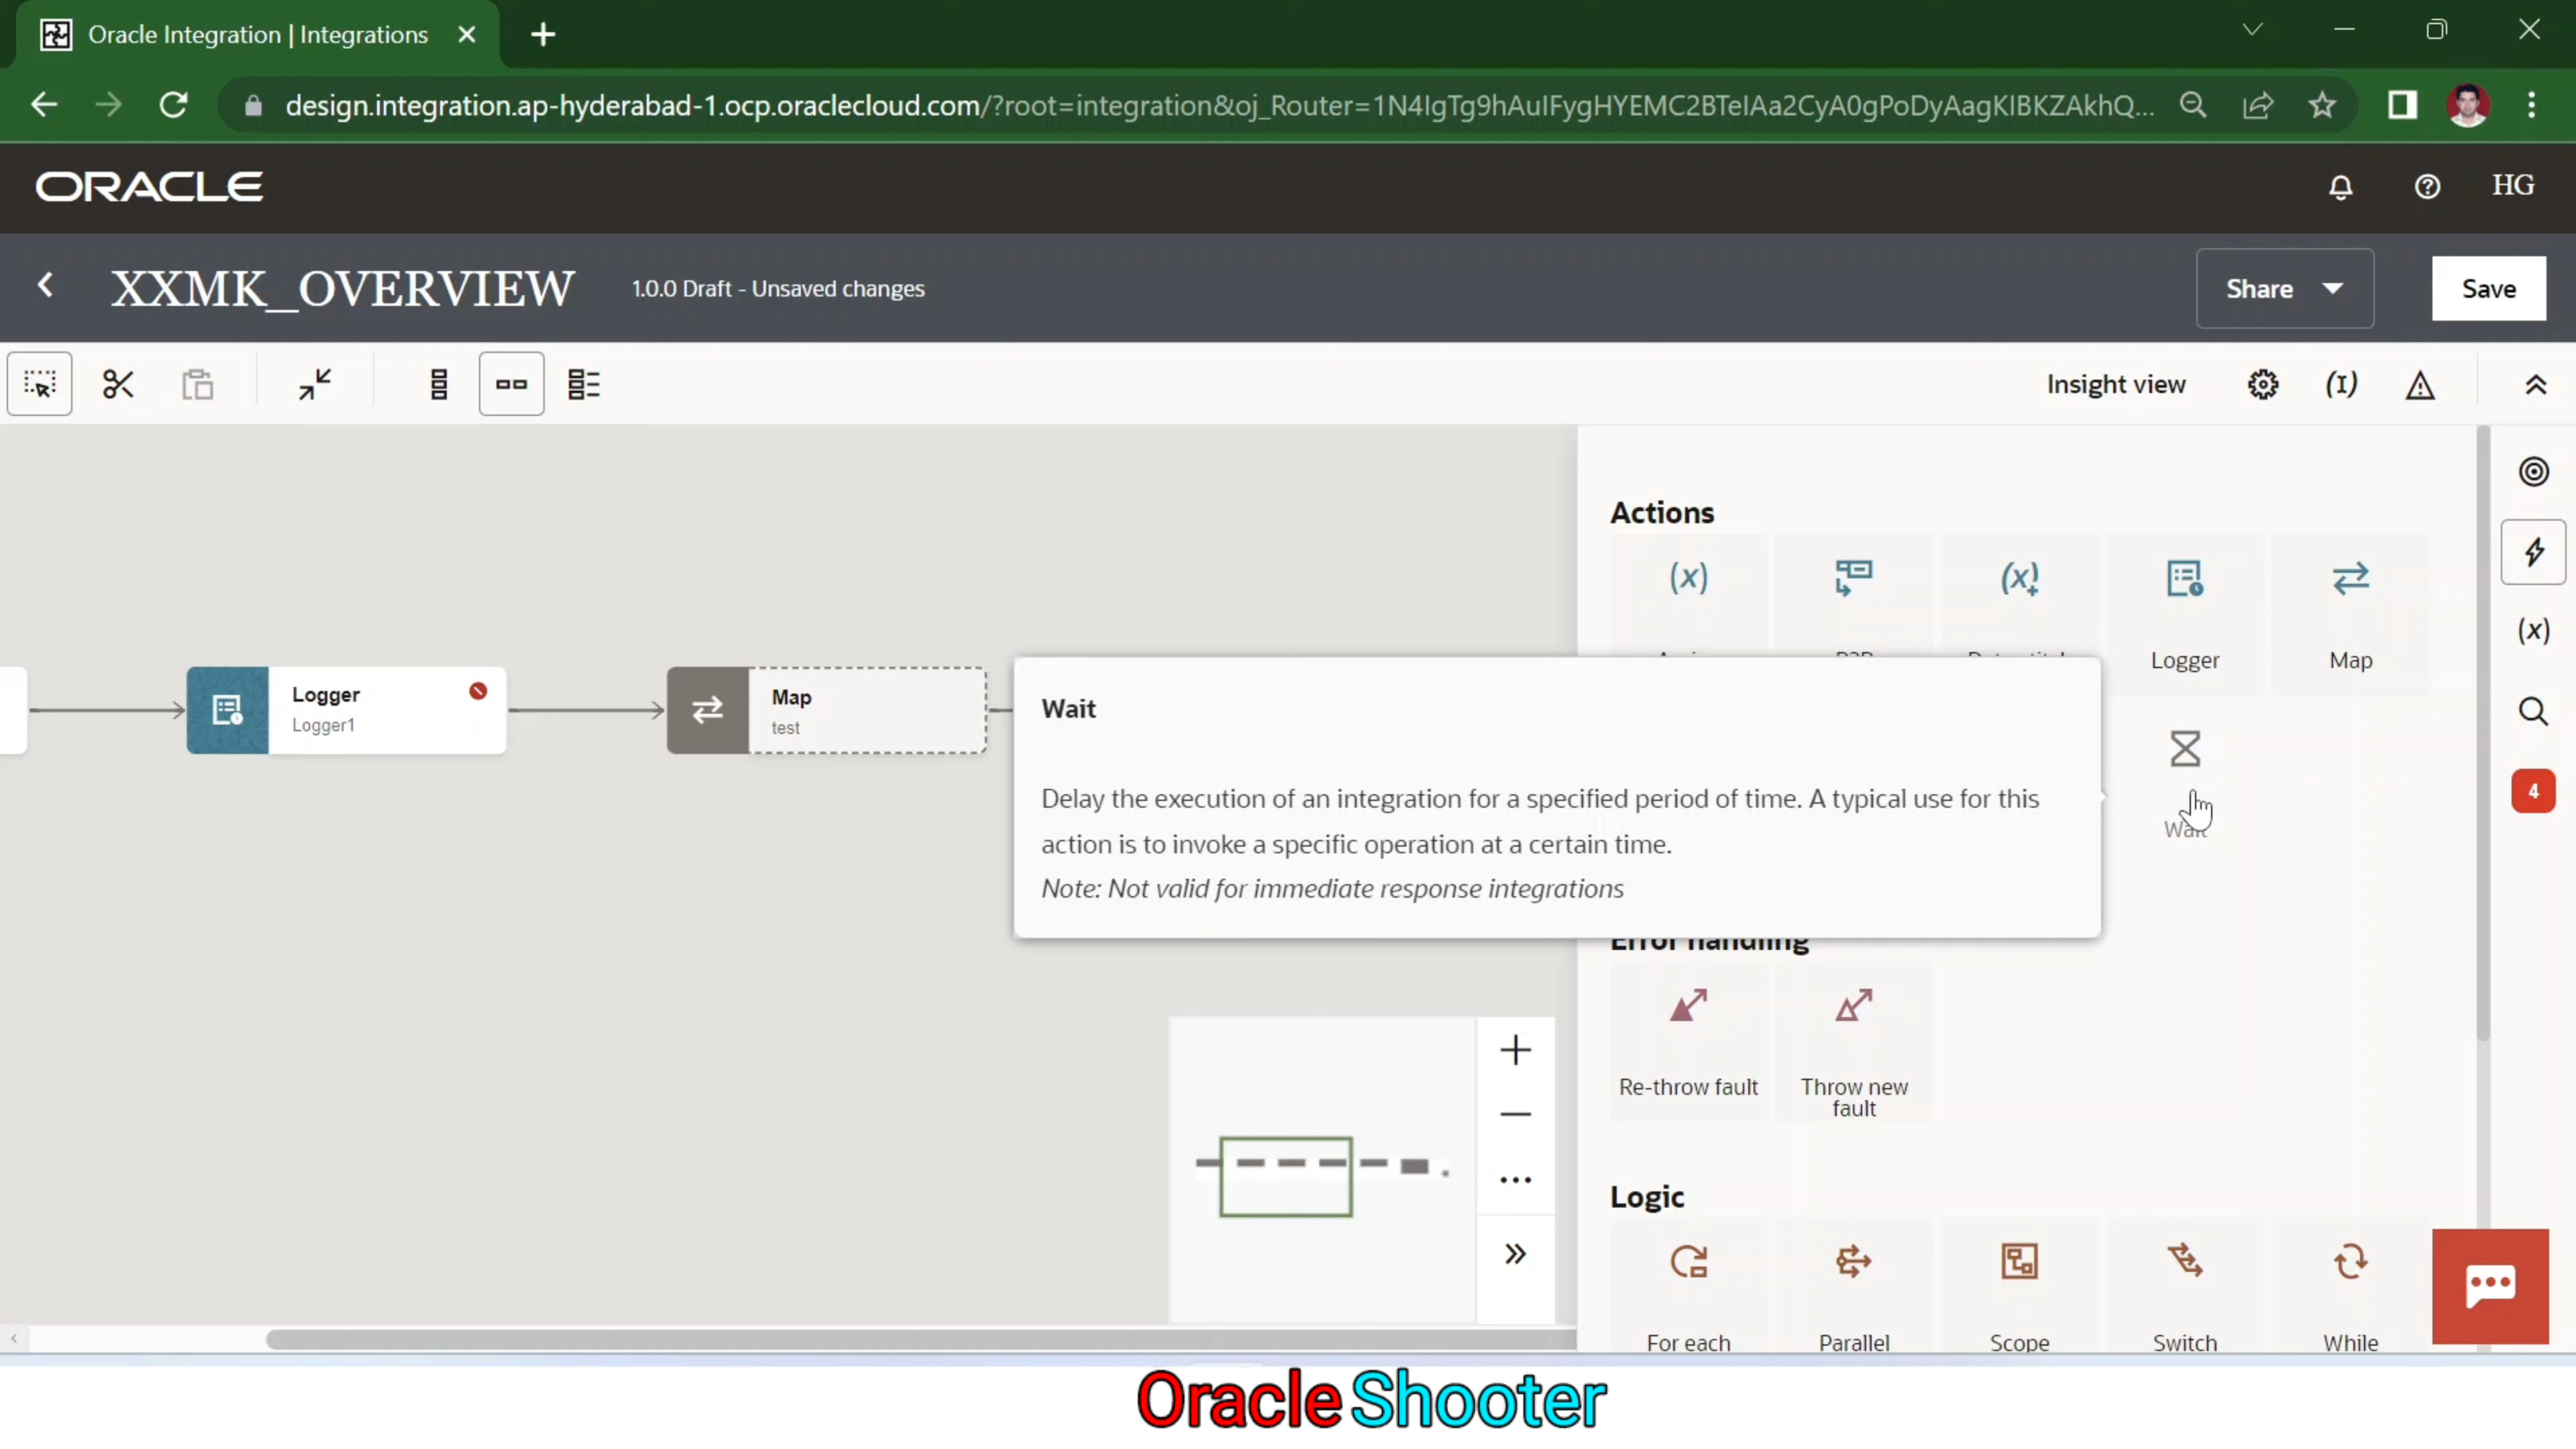 Oracle Integration | Integrations
design.integration.ap-hyderabad-1.ocp.oraclecloud.com/?root=integration&oj_Router=1N4IgTg9hAuIFygHYEMC2BTeIAa2CyA0gPoDyAagKIBKZAkhQ...
ORACLE
HG
XXMK_OVERVIEW
1.0.0 Draft - Unsaved changes
Share
Save
Insight view
Actions
Logger
Map
Logger
Logger1
Map
test
Wait
Delay the execution of an integration for a specified period of time. A typical use for this
action is to invoke a specific operation at a certain time.
Note: Not valid for immediate response integrations
Wait
4
Error handling
Re-throw fault
Throw new
fault
Logic
For each
Parallel
Scope
Switch
While
Oracle Shooter